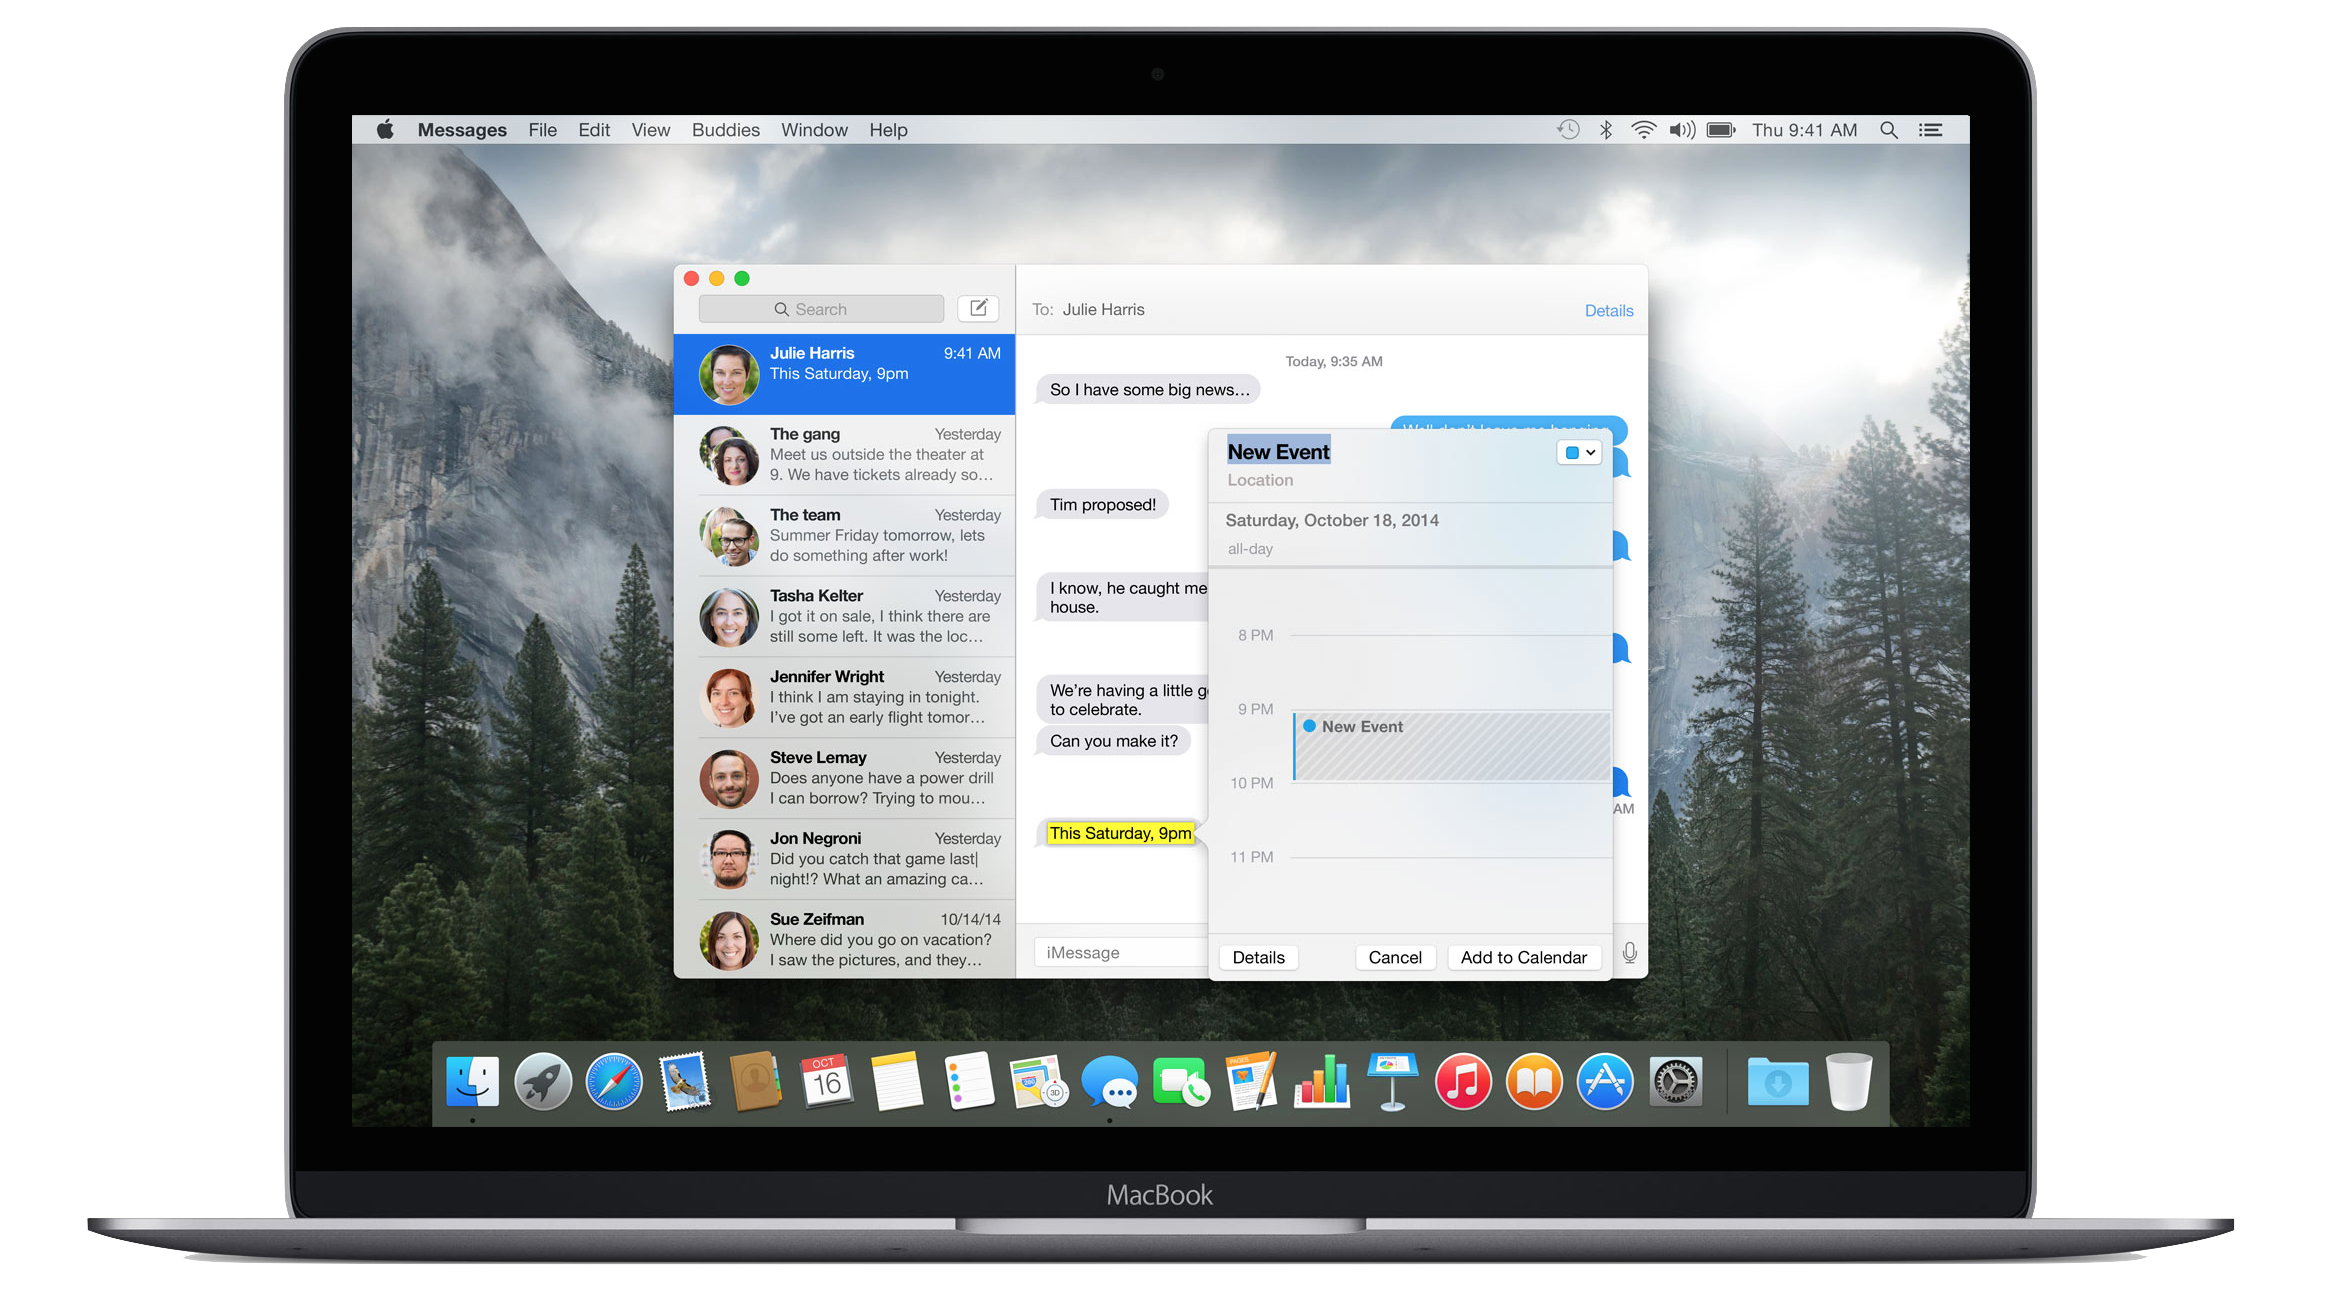 Messages File Edit View Buddies Window Help
Thu 9:41 AM
Search
Julie Harris 9:41 AM
This Saturday, 9pm
The gang Yesterday
Meet us outside the theater at
9. We have tickets already so…
The team Yesterday
Summer Friday tomorrow, lets
do something after work!
Tasha Kelter Yesterday
I got it on sale, I think there are
still some left. It was the loc…
Jennifer Wright Yesterday
I think I am staying in tonight.
I've got an early flight tomor…
Steve Lemay Yesterday
Does anyone have a power drill
I can borrow? Trying to mou…
Jon Negroni Yesterday
Did you catch that game last
night!? What an amazing ca…
Sue Zeifman 10/14/14
Where did you go on vacation?
I saw the pictures, and they…
To: Julie Harris
Details
Today, 9:35 AM
So I have some big news…
Well don't leave me hanging
Tim proposed!
I know, he caught me
house.
We're having a little
to celebrate.
Can you make it?
AM
This Saturday, 9pm
iMessage
New Event
Location
Saturday, October 18, 2014
all-day
8 PM
9 PM
New Event
10 PM
11 PM
Details Cancel Add to Calendar
OCT
16
280
3D
PAGES
MacBook